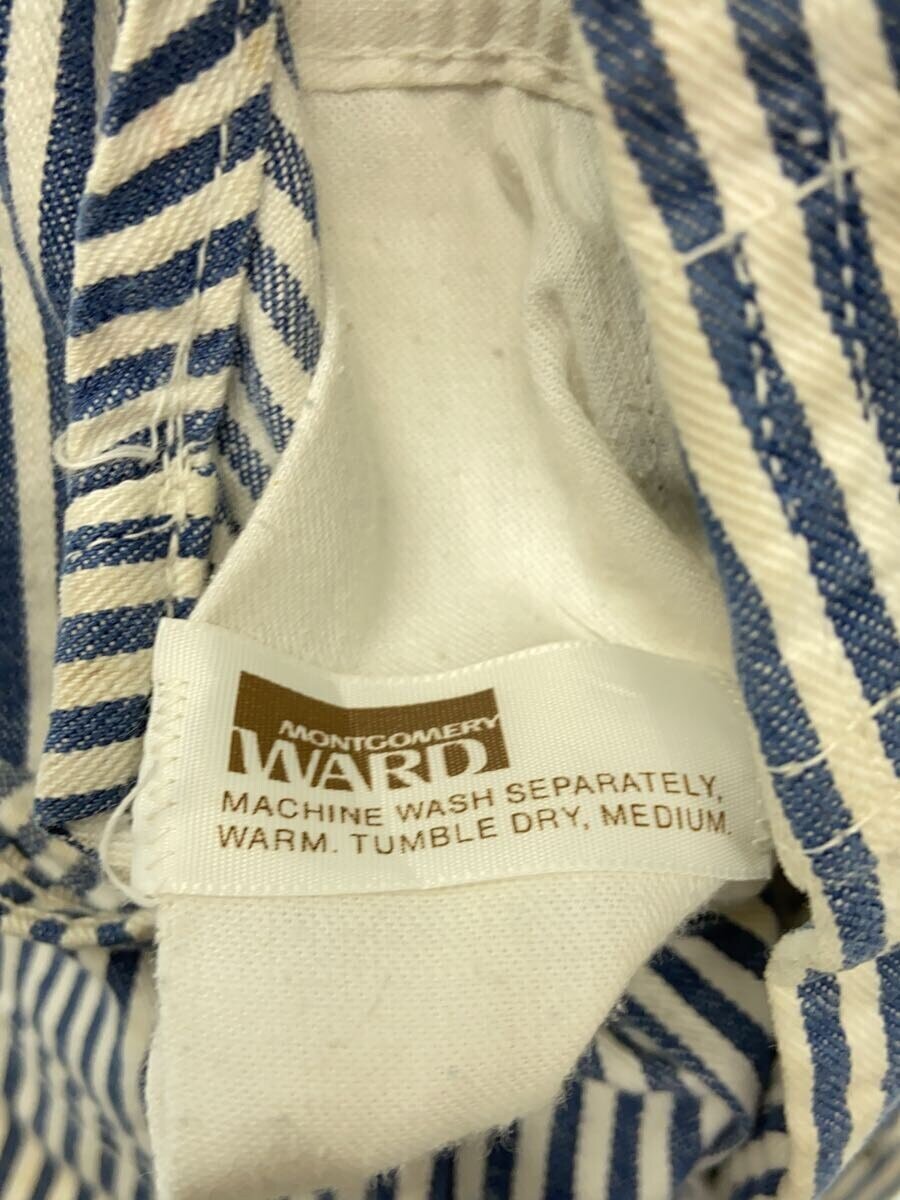 MONTGOMERY
WARD
MACHINE WASH SEPARATELY,
WARM. TUMBLE DRY, MEDIUM.